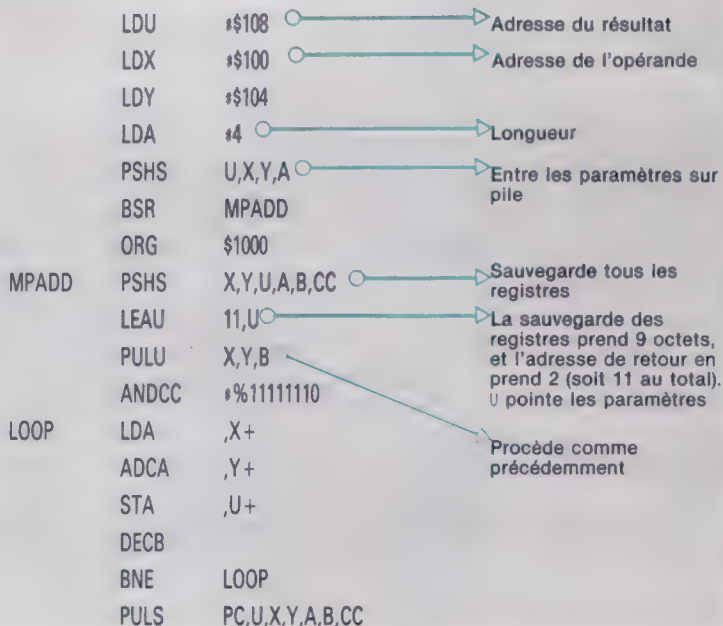 LDU #$108 Adresse du résultat
LDX #$100 Adresse de l'opérande
LDY #$104
LDA #4 Longueur
PSHS U,X,Y,A Entre les paramètres sur
pile
BSR MPADD
ORG $1000
MPADD PSHS X,Y,U,A,B,CC Sauvegarde tous les
registres
LEAU 11,U La sauvegarde des
registres prend 9 octets,
et l'adresse de retour en
prend 2 (soit 11 au total).
U pointe les paramètres
PULU X,Y,B
ANDCC #%11111110
LOOP LDA ,X+
Procède comme
précédemment
ADCA ,Y+
STA ,U+
DECB
BNE LOOP
PULS PC,U,X,Y,A,B,CC